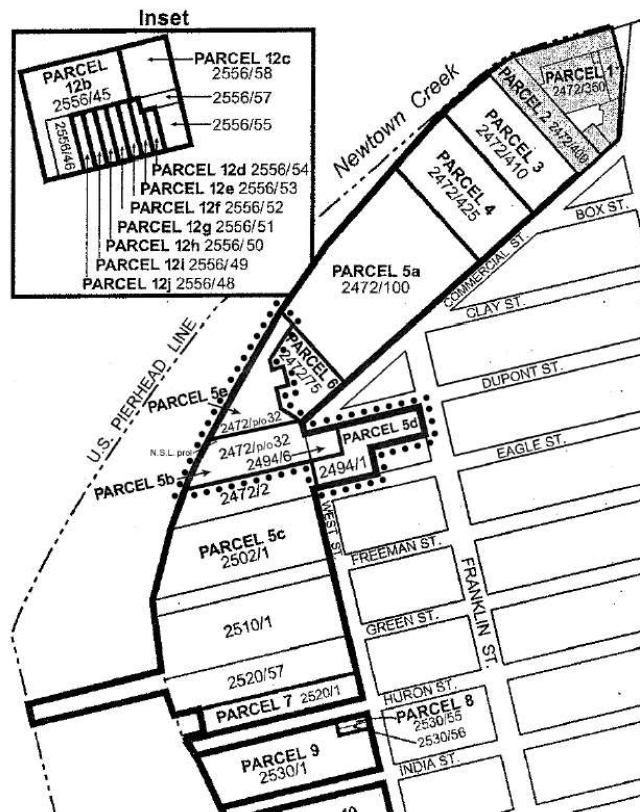 Inset
PARCEL
12b
2556/45
PARCEL 12c
2556/58
2556/57
2556/55
2556/46
PARCEL 12d 2556/54
PARCEL 12e 2556/53
PARCEL 12f 2556/52
PARCEL 12g 2556/51
PARCEL 12h 2556/50
PARCEL 12i 2556/49
PARCEL 12j 2556/48
Newtown Creek
U.S. PIERHEAD LINE
PARCEL 1
2472/360
PARCEL 2 2472/400
PARCEL 3
2472/410
PARCEL 4
2472/425
PARCEL 5a
2472/100
PARCEL 6
2472/75
BOX ST.
COMMERCIAL ST.
CLAY ST.
DUPONT ST.
EAGLE ST.
PARCEL 5e
2472/p/o32
N.S.L. prol
2472/p/o32
2494/6
PARCEL 5d
PARCEL 5b
2494/1
2472/2
WEST ST.
PARCEL 5c
2502/1
FREEMAN ST.
FRANKLIN ST.
2510/1
GREEN ST.
2520/57
PARCEL 7 2520/1
HURON ST.
PARCEL 8
2530/55
2530/56
PARCEL 9
2530/1
INDIA ST.